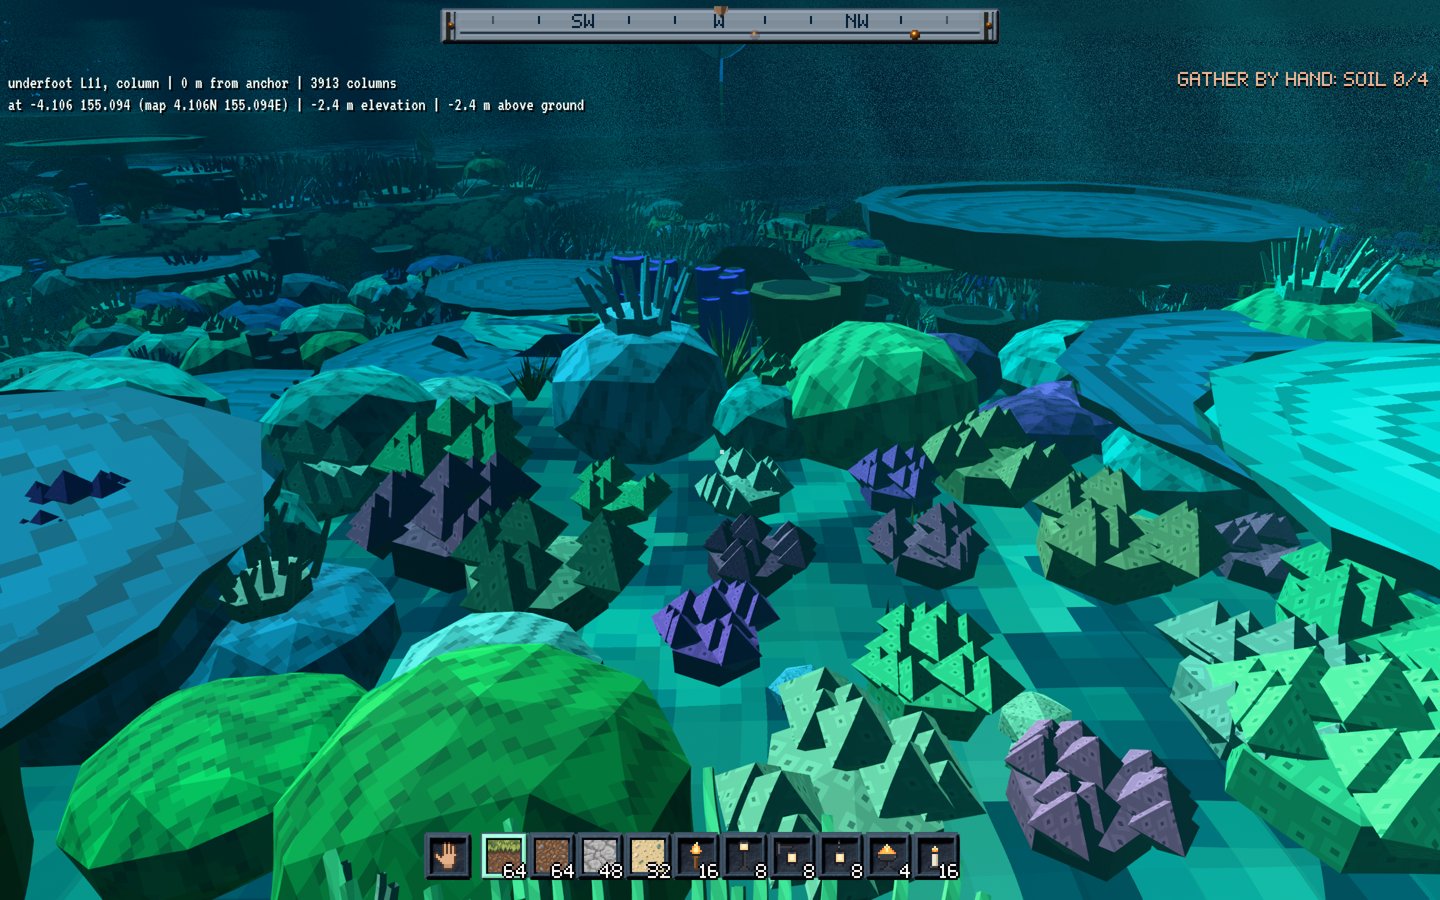 SW W NW
underfoot L11, column | 0 m from anchor | 3913 columns
at -4.106 155.094 (map 4.106N 155.094E) | -2.4 m elevation | -2.4 m above ground
GATHER BY HAND: SOIL 0/4
64 64 48 32 16 8 8 8 4 16